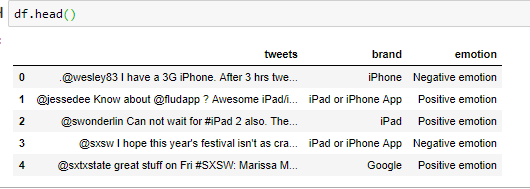 df.head()
tweets brand emotion
0 .@wesley83 I have a 3G iPhone. After 3 hrs twe... iPhone Negative emotion
1 @jessedee Know about @fludapp ? Awesome iPad/i... iPad or iPhone App Positive emotion
2 @swonderlin Can not wait for #iPad 2 also. The... iPad Positive emotion
3 @sxsw I hope this year's festival isn't as cra... iPad or iPhone App Negative emotion
4 @sxtxstate great stuff on Fri #SXSW: Marissa M... Google Positive emotion